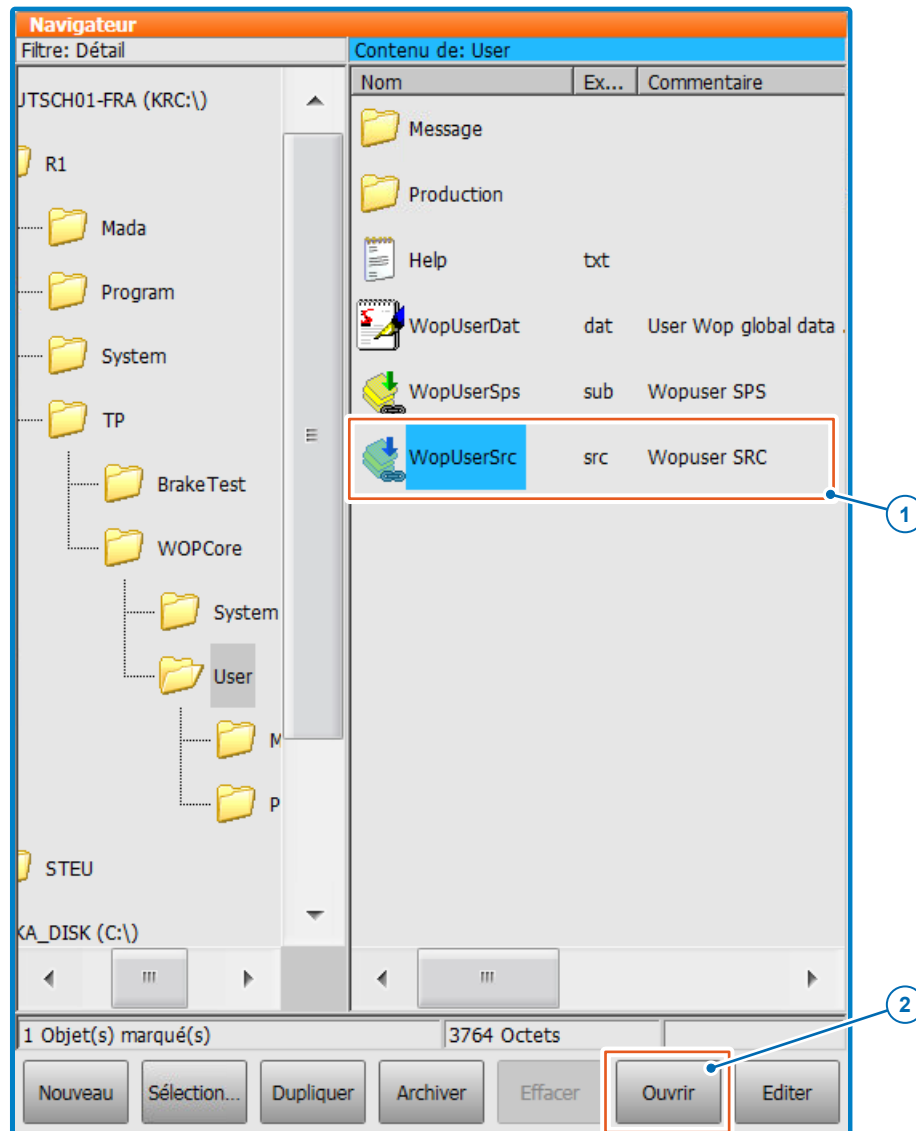 Navigateur
Filtre: Détail
Contenu de: User
Nom Ex... Commentaire
JTSCH01-FRA (KRC:\)
R1
Mada
Program
System
TP
BrakeTest
WOPCore
System
User
M
P
STEU
KA_DISK (C:\)
Message
Production
Help txt
WopUserDat dat User Wop global data .
WopUserSps sub Wopuser SPS
WopUserSrc src Wopuser SRC
1
2
1 Objet(s) marqué(s) 3764 Octets
Nouveau Sélection... Dupliquer Archiver Effacer Ouvrir Editer